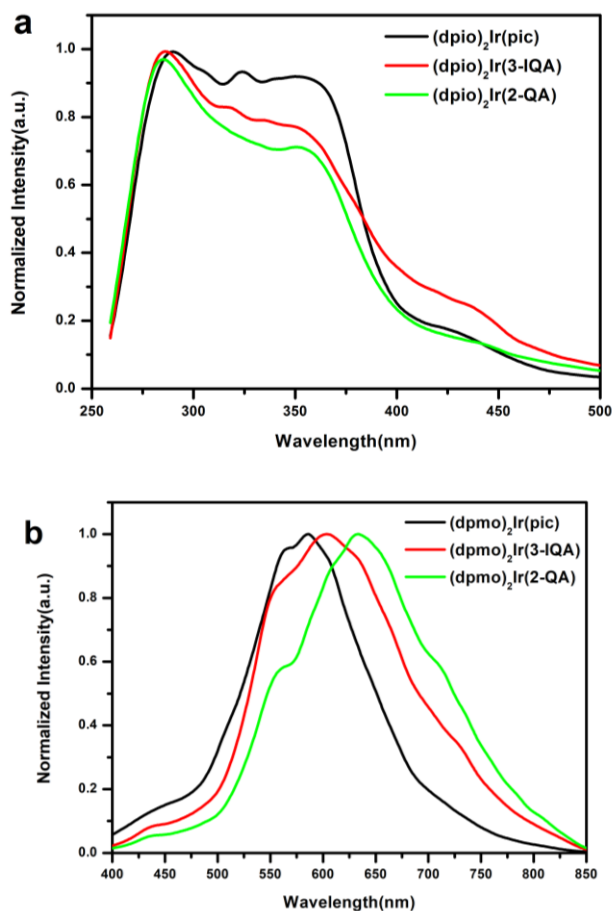 a
(dpio)2Ir(pic)
(dpio)2Ir(3-IQA)
(dpio)2Ir(2-QA)
Normalized Intensity(a.u.)
1.0
0.8
0.6
0.4
0.2
0.0
250 300 350 400 450 500
Wavelength(nm)
b
(dpmo)2Ir(pic)
(dpmo)2Ir(3-IQA)
(dpmo)2Ir(2-QA)
Normalized Intensity(a.u.)
1.0
0.8
0.6
0.4
0.2
0.0
400 450 500 550 600 650 700 750 800 850
Wavelength(nm)